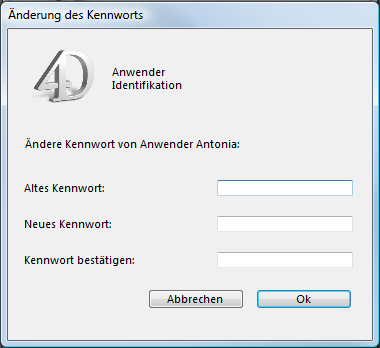 Änderung des Kennworts
4D
Anwender
Identifikation
Ändere Kennwort von Anwender Antonia:
Altes Kennwort:
Neues Kennwort:
Kennwort bestätigen:
Abbrechen Ok